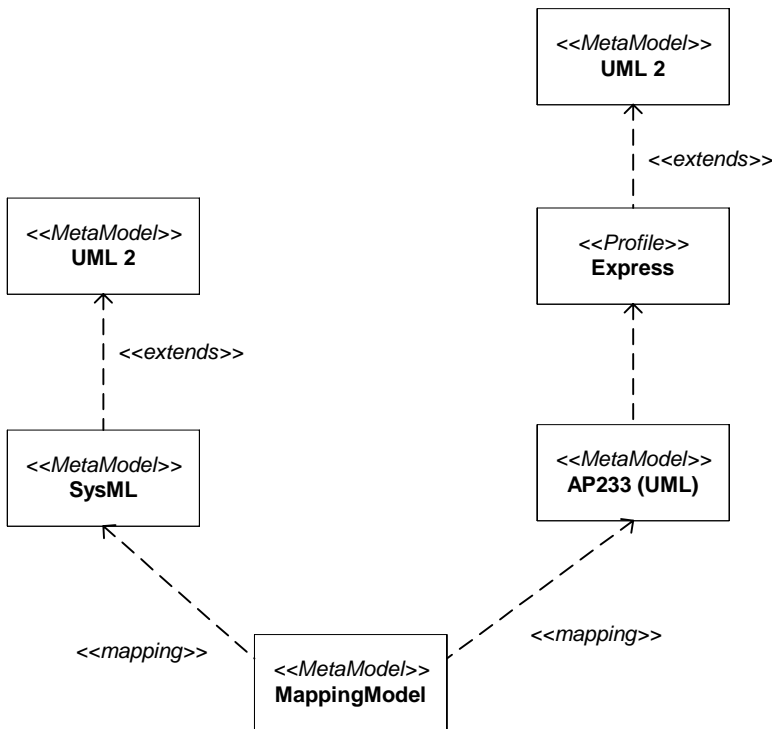 <<MetaModel>>
UML 2
<<extends>>
<<MetaModel>>
UML 2
<<Profile>>
Express
<<extends>>
<<MetaModel>>
SysML
<<MetaModel>>
AP233 (UML)
<<mapping>>
<<mapping>>
<<MetaModel>>
MappingModel